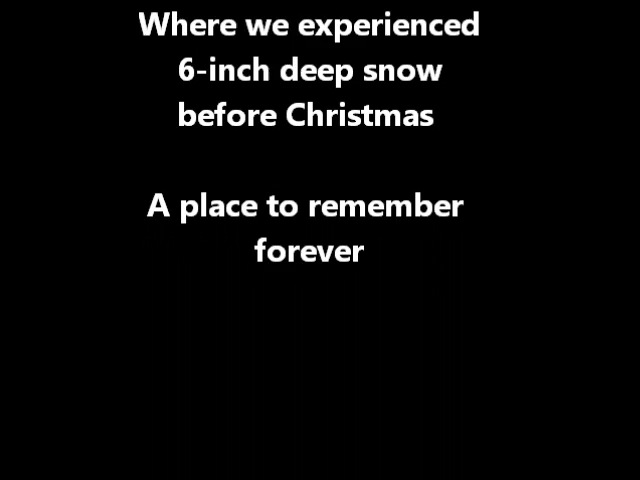 Where we experienced
6-inch deep snow
before Christmas
A place to remember
forever